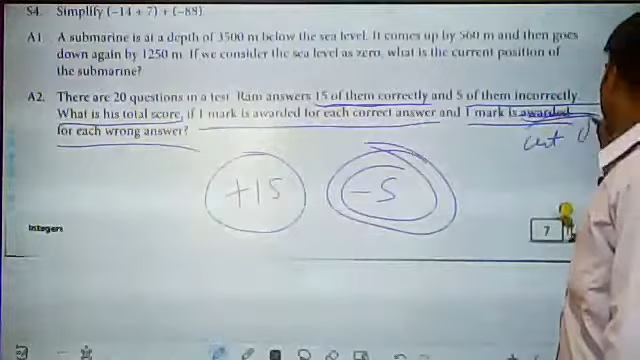 S4. Simplify (−14 + 7) + (−88)
A1. A submarine is at a depth of 3500 m below the sea level. It comes up by 560 m and then goes
down again by 1250 m. If we consider the sea level as zero, what is the current position of
the submarine?
A2. There are 20 questions in a test. Ram answers 15 of them correctly and 5 of them incorrectly.
What is his total score, if 1 mark is awarded for each correct answer and 1 mark is awarded
for each wrong answer?
cut
+15 −5
Integers 7